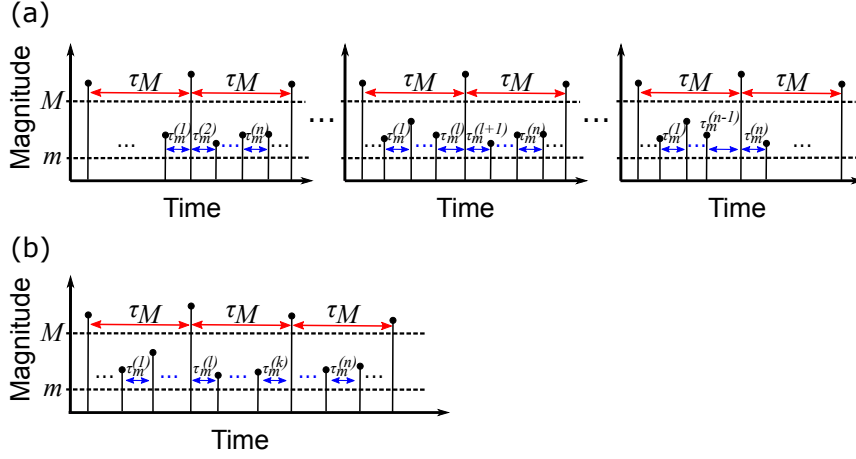 (a)
Magnitude
M
m
τM τM
... τm(1) τm(2) ... τm(n) ...
Time
...
τM τM
... τm(1) ... τm(l) τm(l+1) ... τm(n) ...
Time
...
τM τM
... τm(1) ... τm(n-1) τm(n) ...
Time
(b)
Magnitude
M
m
τM τM τM
... τm(1) ... τm(l) ... τm(k) ... τm(n) ...
Time